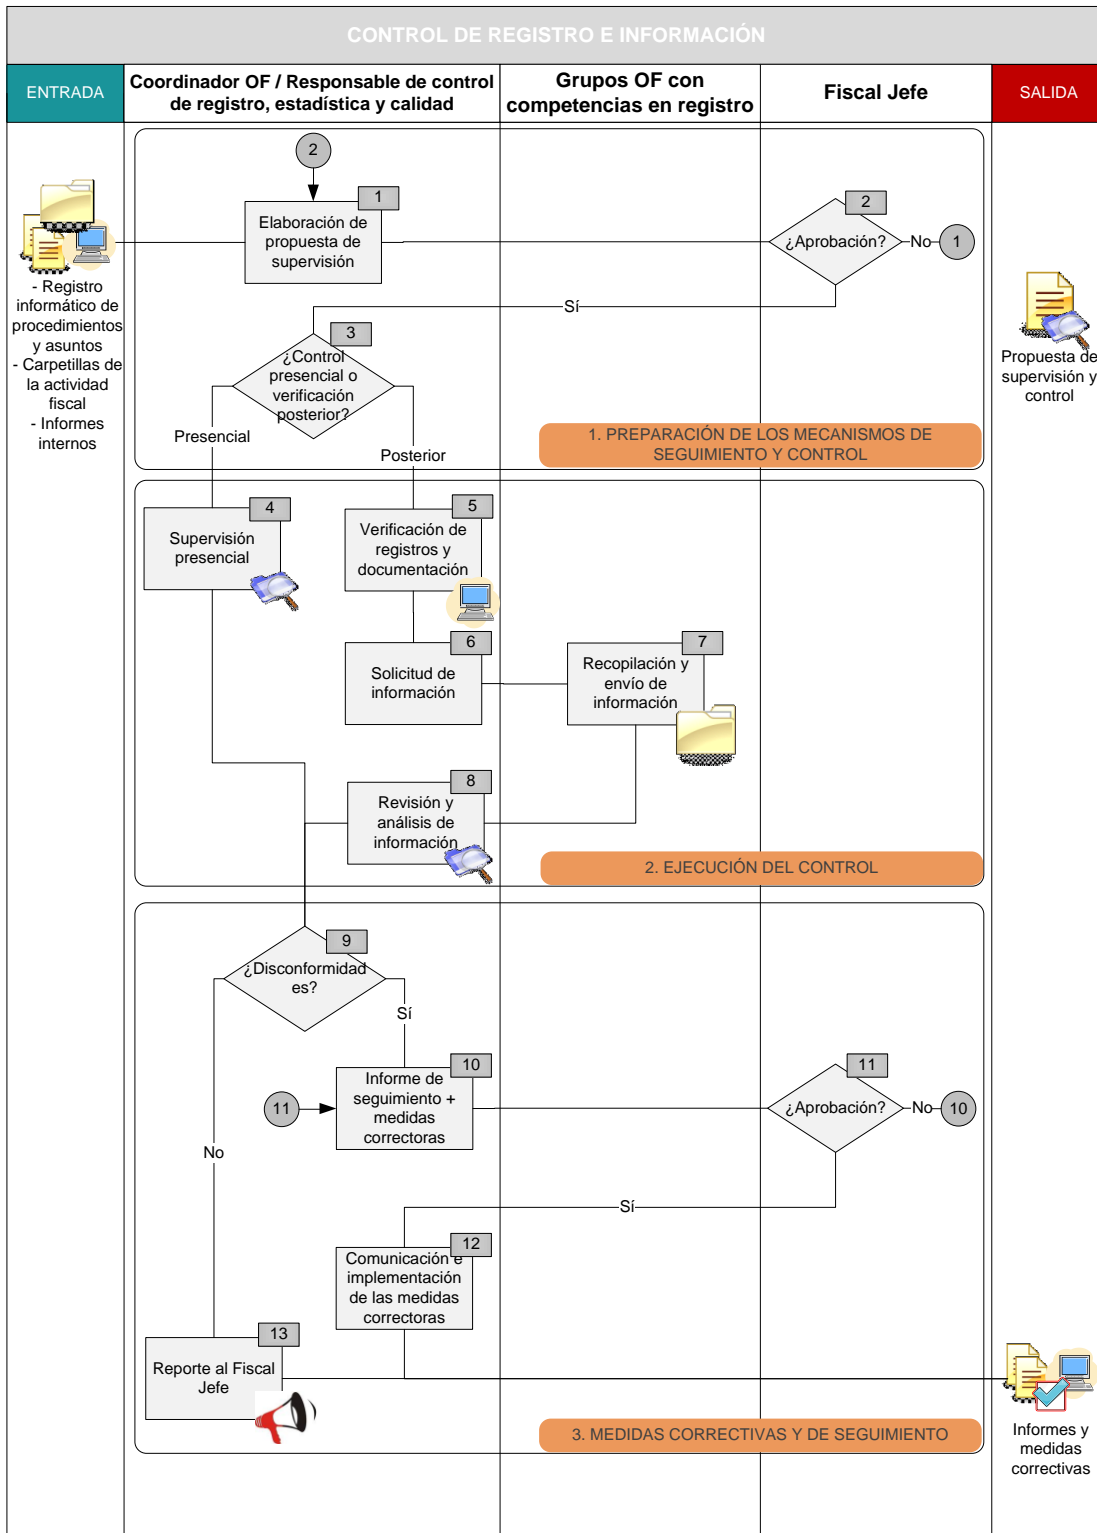 CONTROL DE REGISTRO E INFORMACIÓN
ENTRADA
Coordinador OF / Responsable de control
de registro, estadística y calidad
Grupos OF con
competencias en registro
Fiscal Jefe
SALIDA
2
1
Elaboración de
propuesta de
supervisión
2
¿Aprobación?
No
1
- Registro
informático de
procedimientos
y asuntos
- Carpetillas de
la actividad
fiscal
- Informes
internos
Propuesta de
supervisión y
control
Sí
3
¿Control
presencial o
verificación
posterior?
Presencial
Posterior
1. PREPARACIÓN DE LOS MECANISMOS DE
SEGUIMIENTO Y CONTROL
4
Supervisión
presencial
5
Verificación de
registros y
documentación
6
Solicitud de
información
7
Recopilación y
envío de
información
8
Revisión y
análisis de
información
2. EJECUCIÓN DEL CONTROL
9
¿Disconformidad
es?
Sí
No
10
Informe de
seguimiento +
medidas
correctoras
11
11
¿Aprobación?
No
10
Sí
12
Comunicación e
implementación
de las medidas
correctoras
13
Reporte al Fiscal
Jefe
3. MEDIDAS CORRECTIVAS Y DE SEGUIMIENTO
Informes y
medidas
correctivas